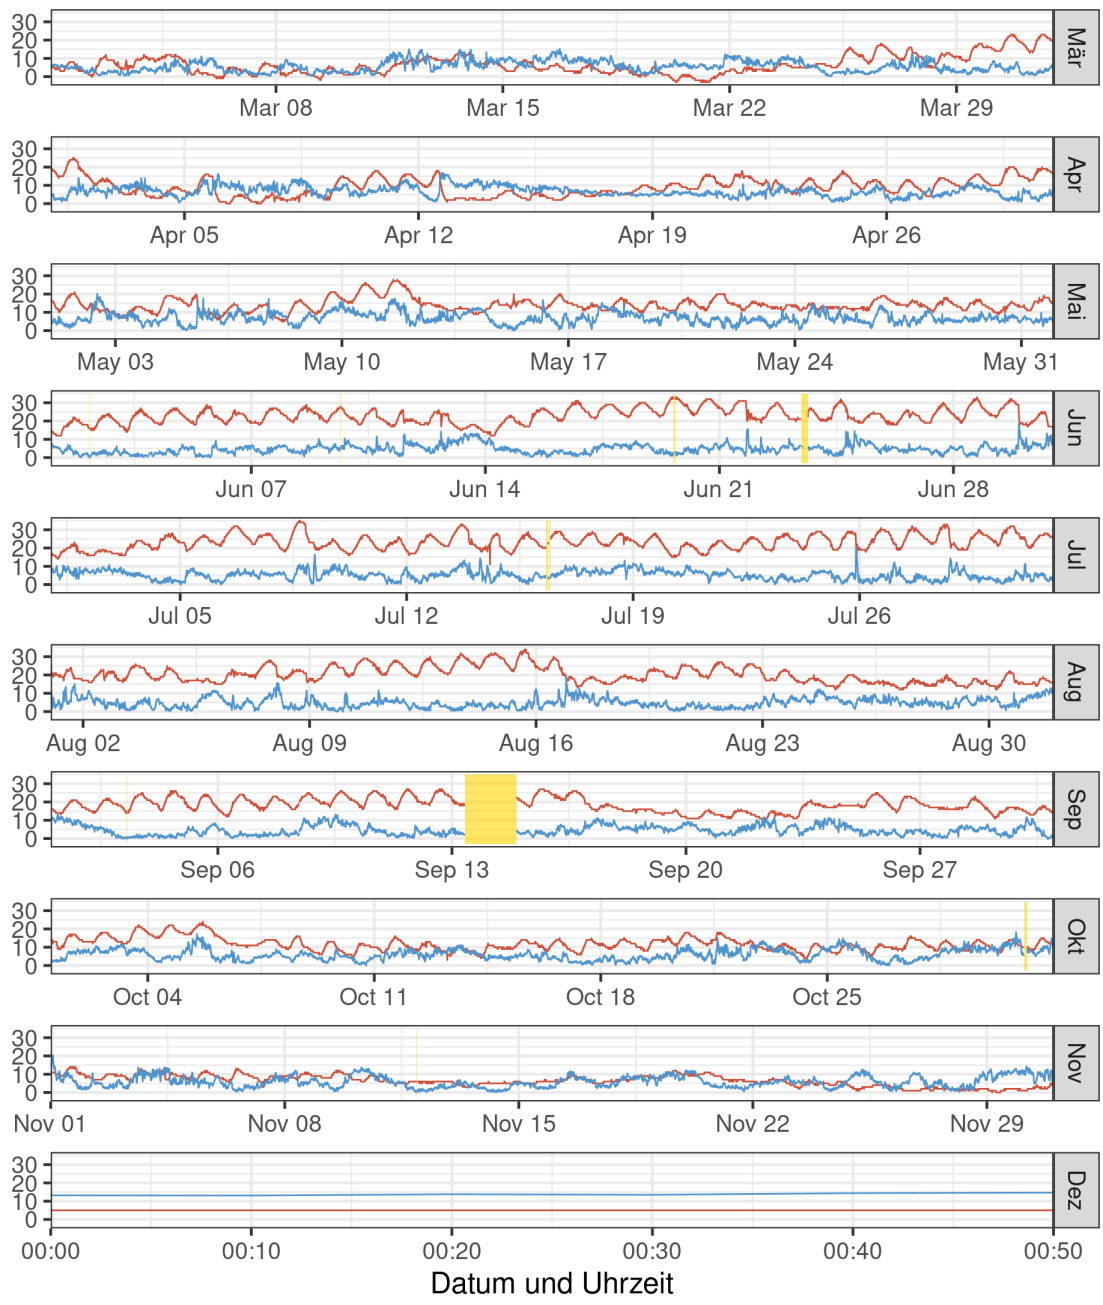 30
20
10
0
Mär
Mar 08 Mar 15 Mar 22 Mar 29
30
20
10
0
Apr
Apr 05 Apr 12 Apr 19 Apr 26
30
20
10
0
Mai
May 03 May 10 May 17 May 24 May 31
30
20
10
0
Jun
Jun 07 Jun 14 Jun 21 Jun 28
30
20
10
0
Jul
Jul 05 Jul 12 Jul 19 Jul 26
30
20
10
0
Aug
Aug 02 Aug 09 Aug 16 Aug 23 Aug 30
30
20
10
0
Sep
Sep 06 Sep 13 Sep 20 Sep 27
30
20
10
0
Okt
Oct 04 Oct 11 Oct 18 Oct 25
30
20
10
0
Nov
Nov 01 Nov 08 Nov 15 Nov 22 Nov 29
30
20
10
0
Dez
00:00 00:10 00:20 00:30 00:40 00:50
Datum und Uhrzeit